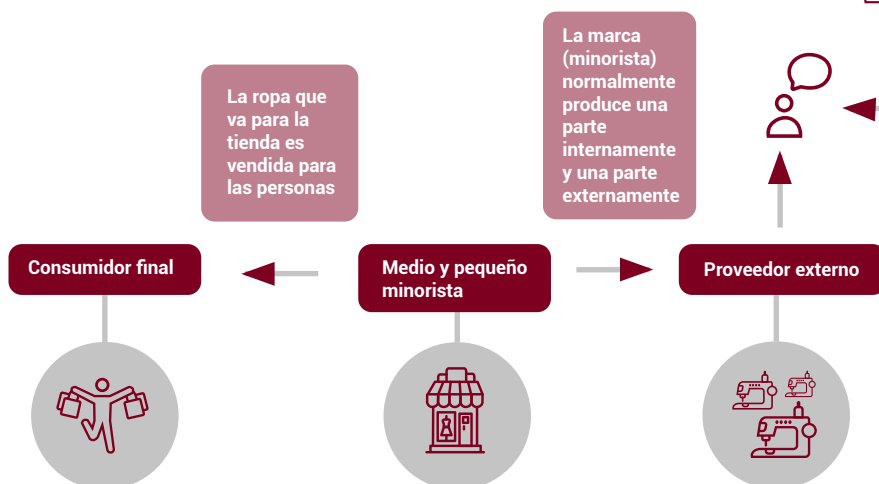 La marca
(minorista)
normalmente
produce una
parte
internamente
y una parte
externamente
La ropa que
va para la
tienda es
vendida para
las personas
Consumidor final
Medio y pequeño
minorista
Proveedor externo